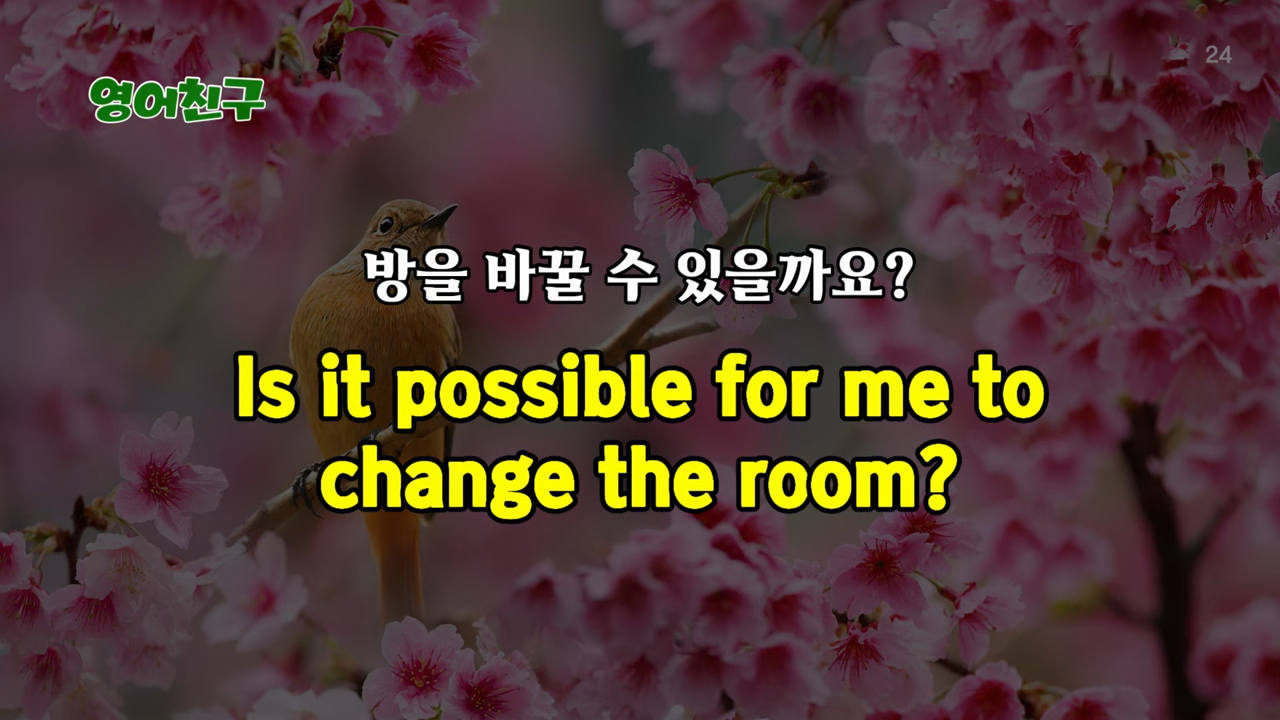 24
영어친구
방을 바꿀 수 있을까요?
Is it possible for me to
change the room?